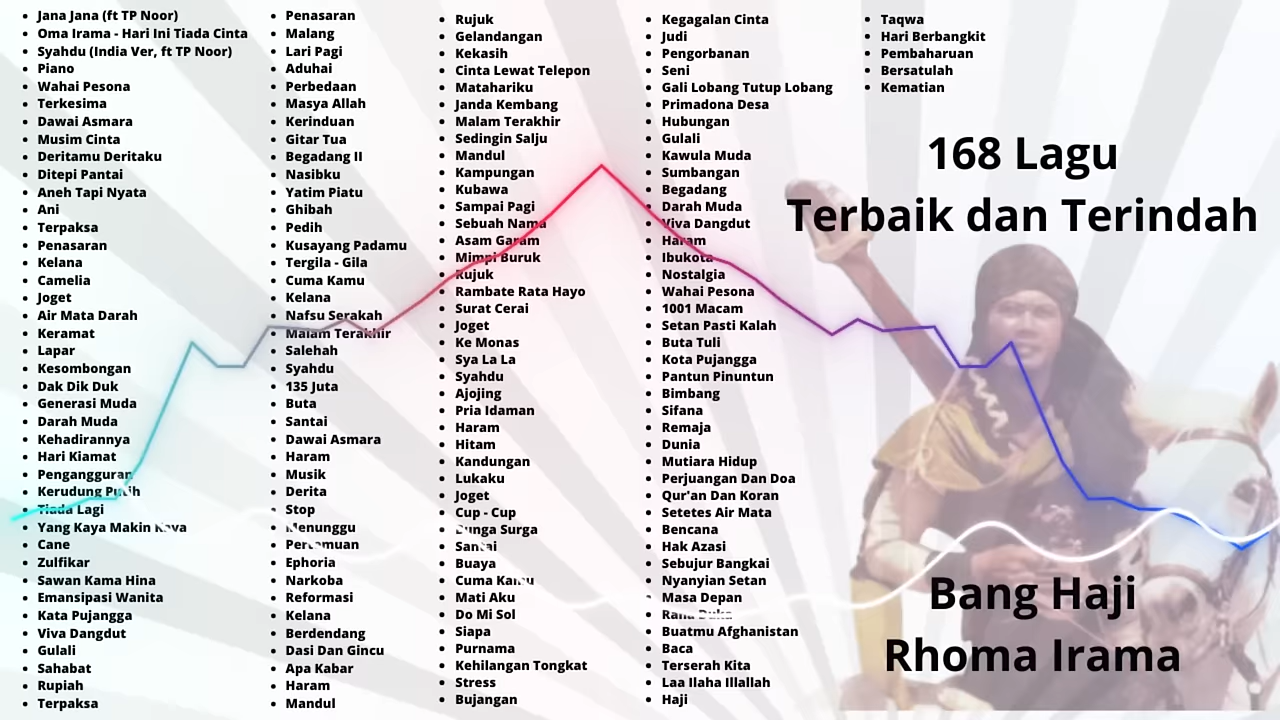 Jana Jana (ft TP Noor)
Oma Irama - Hari Ini Tiada Cinta
Syahdu (India Ver, ft TP Noor)
Piano
Wahai Pesona
Terkesima
Dawai Asmara
Musim Cinta
Deritamu Deritaku
Ditepi Pantai
Aneh Tapi Nyata
Ani
Terpaksa
Penasaran
Kelana
Camelia
Joget
Air Mata Darah
Keramat
Lapar
Kesombongan
Dak Dik Duk
Generasi Muda
Darah Muda
Kehadirannya
Hari Kiamat
Pengangguran
Kerudung Putih
Tiada Lagi
Yang Kaya Makin Kaya
Cane
Zulfikar
Sawan Kama Hina
Emansipasi Wanita
Kata Pujangga
Viva Dangdut
Gulali
Sahabat
Rupiah
Terpaksa
Penasaran
Malang
Lari Pagi
Aduhai
Perbedaan
Masya Allah
Kerinduan
Gitar Tua
Begadang II
Nasibku
Yatim Piatu
Ghibah
Pedih
Kusayang Padamu
Tergila - Gila
Cuma Kamu
Kelana
Nafsu Serakah
Malam Terakhir
Salehah
Syahdu
135 Juta
Buta
Santai
Dawai Asmara
Haram
Musik
Derita
Stop
Menunggu
Pertemuan
Ephoria
Narkoba
Reformasi
Kelana
Berdendang
Dasi Dan Gincu
Apa Kabar
Haram
Mandul
Rujuk
Gelandangan
Kekasih
Cinta Lewat Telepon
Matahariku
Janda Kembang
Malam Terakhir
Sedingin Salju
Mandul
Kampungan
Kubawa
Sampai Pagi
Sebuah Nama
Asam Garam
Mimpi Buruk
Rujuk
Rambate Rata Hayo
Surat Cerai
Joget
Ke Monas
Sya La La
Syahdu
Ajojing
Pria Idaman
Haram
Hitam
Kandungan
Lukaku
Joget
Cup - Cup
Bunga Surga
Santai
Buaya
Cuma Kamu
Mati Aku
Do Mi Sol
Siapa
Purnama
Kehilangan Tongkat
Stress
Bujangan
Kegagalan Cinta
Judi
Pengorbanan
Seni
Gali Lobang Tutup Lobang
Primadona Desa
Hubungan
Gulali
Kawula Muda
Sumbangan
Begadang
Darah Muda
Viva Dangdut
Haram
Ibukota
Nostalgia
Wahai Pesona
1001 Macam
Setan Pasti Kalah
Buta Tuli
Kota Pujangga
Pantun Pinuntun
Bimbang
Sifana
Remaja
Dunia
Mutiara Hidup
Perjuangan Dan Doa
Qur'an Dan Koran
Setetes Air Mata
Bencana
Hak Azasi
Sebujur Bangkai
Nyanyian Setan
Masa Depan
Rana Duka
Buatmu Afghanistan
Baca
Terserah Kita
Laa Ilaha Illallah
Haji
Taqwa
Hari Berbangkit
Pembaharuan
Bersatulah
Kematian
168 Lagu
Terbaik dan Terindah
Bang Haji
Rhoma Irama